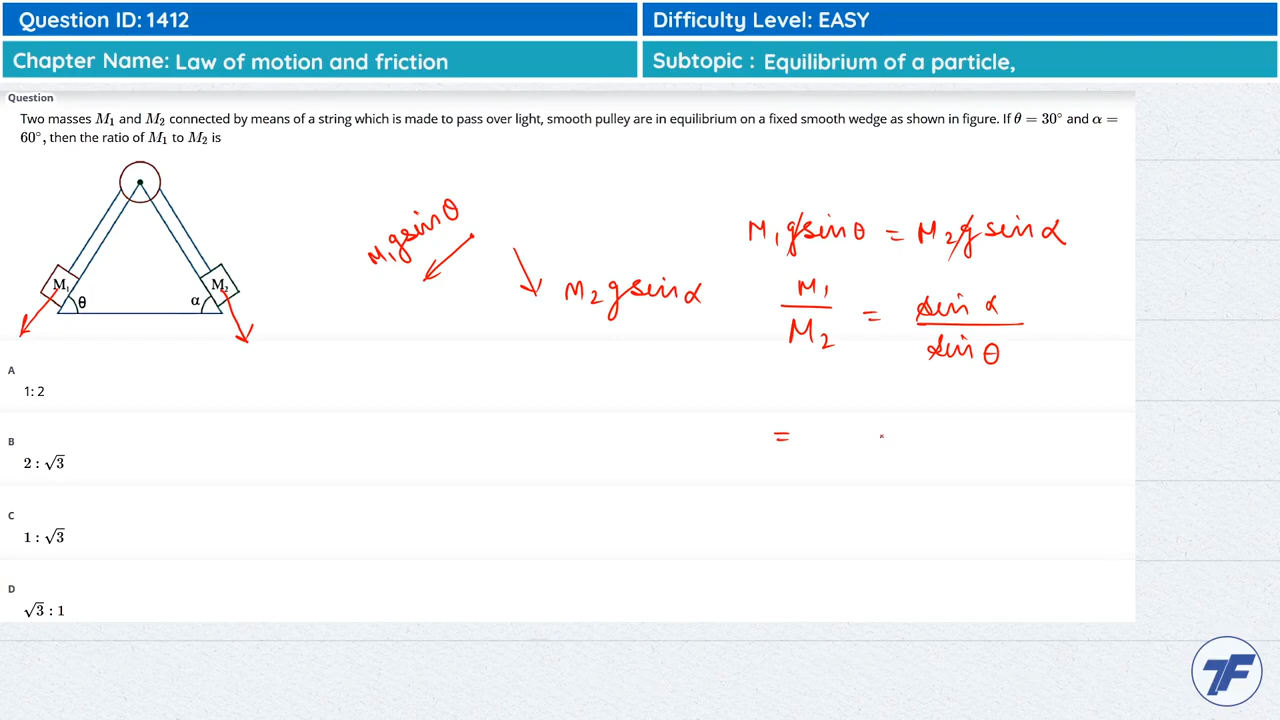 Question ID: 1412
Difficulty Level: EASY
Chapter Name: Law of motion and friction
Subtopic : Equilibrium of a particle,
Question
Two masses M₁ and M₂ connected by means of a string which is made to pass over light, smooth pulley are in equilibrium on a fixed smooth wedge as shown in figure. If θ = 30° and α =
60°, then the ratio of M₁ to M₂ is
M₁ θ α M₂
M₁gsinθ
M₂gsinα
M₁gsinθ = M₂gsinα
M₁/M₂ = sin α/sin θ
=
A
1: 2
B
2 : √3
C
1 : √3
D
√3 : 1
TF